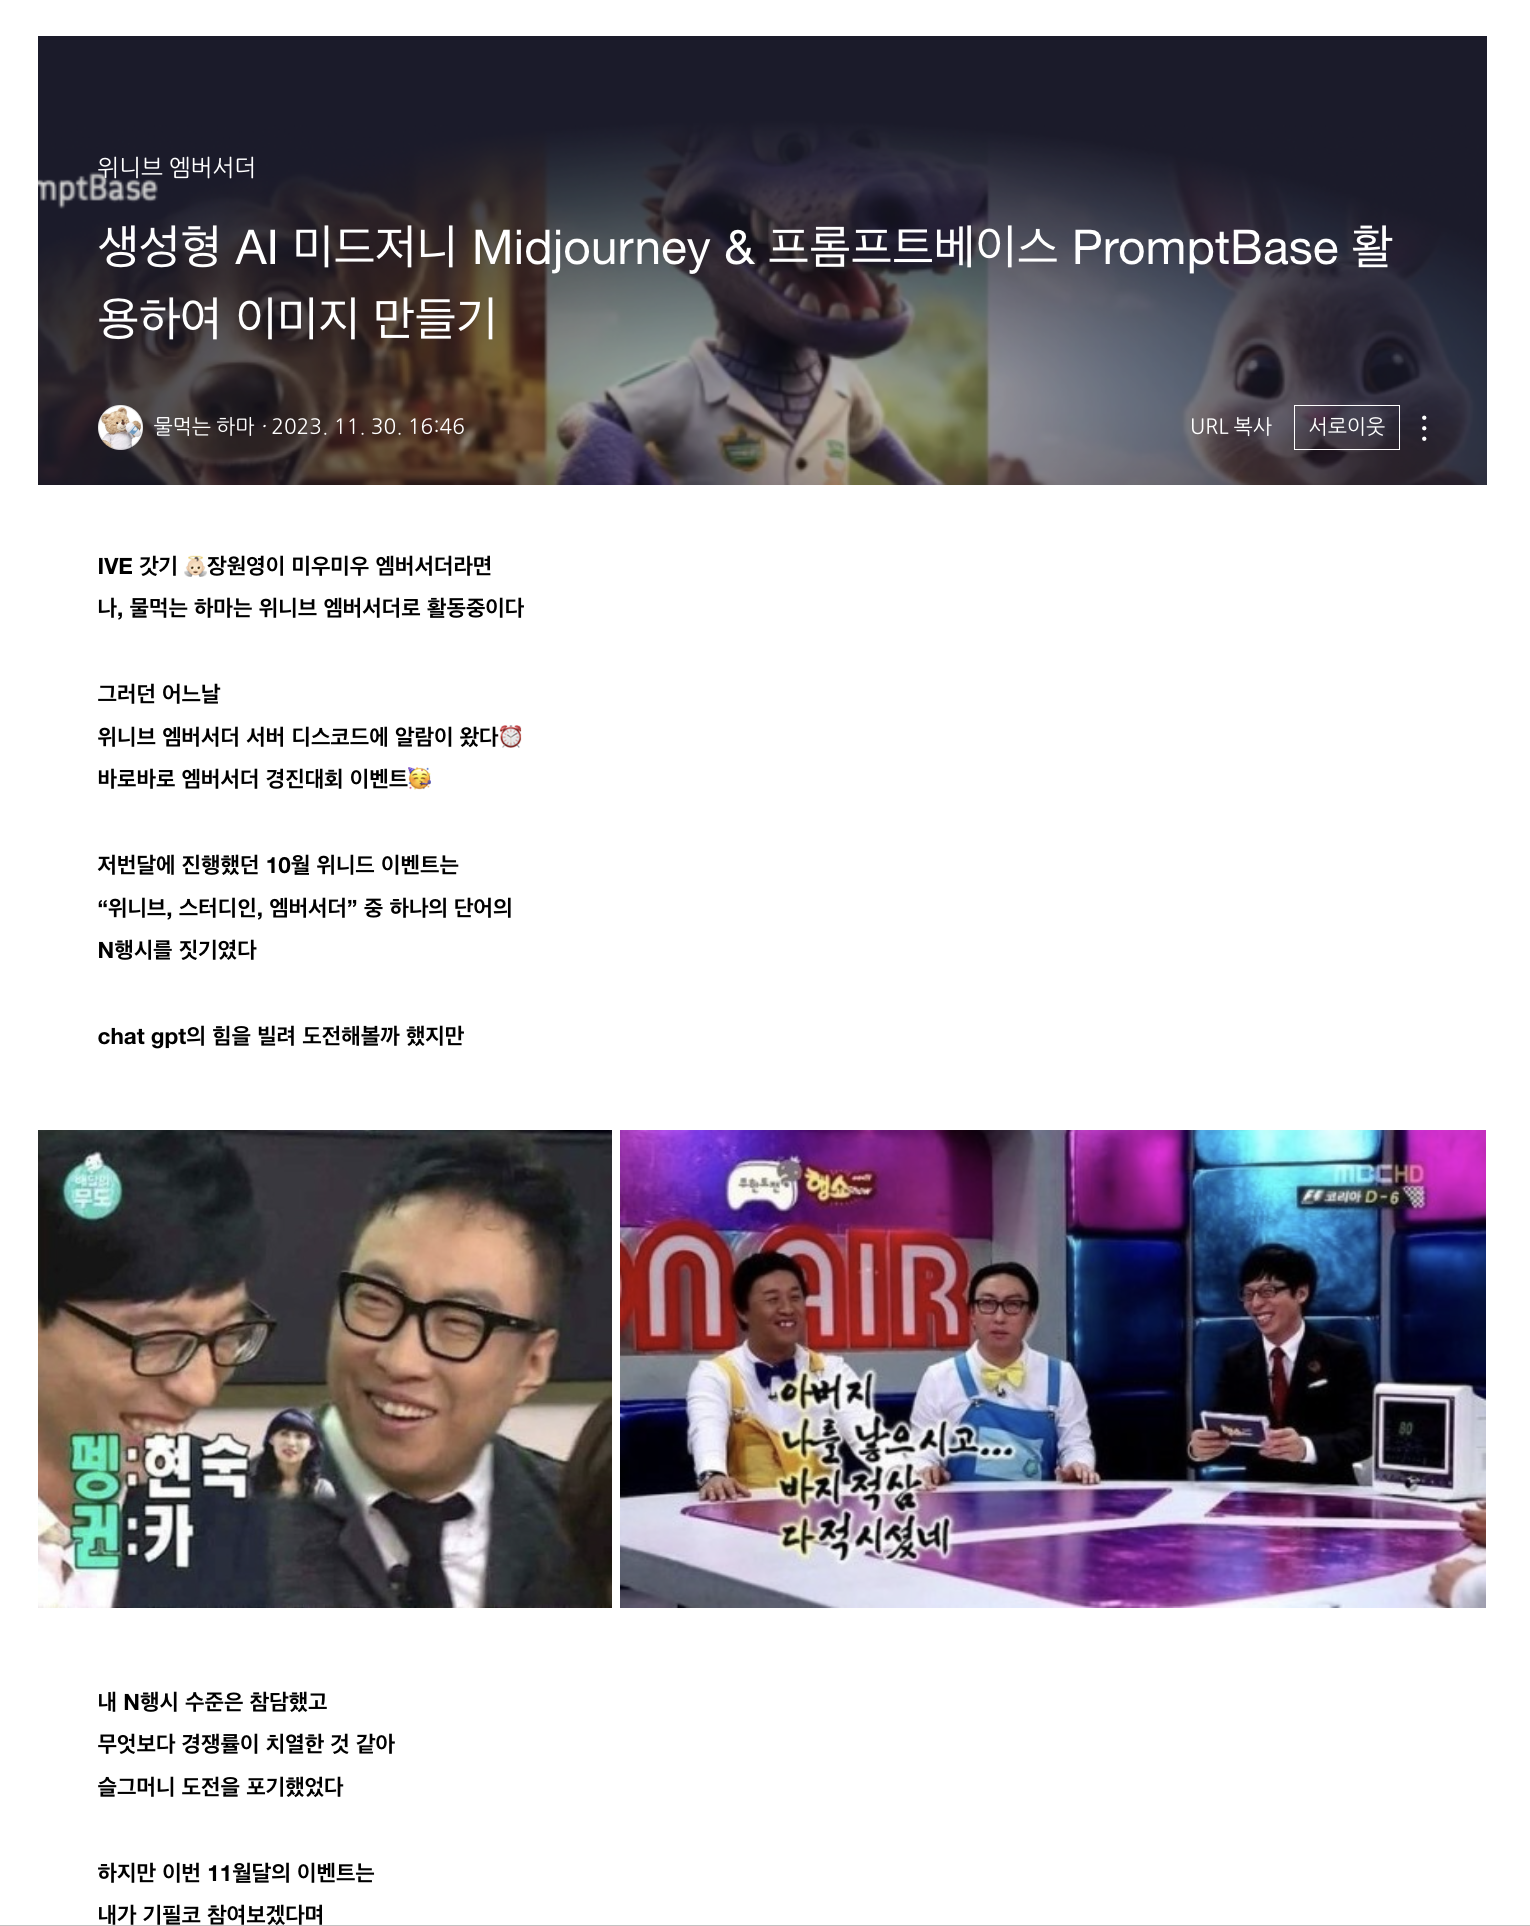 위니브 엠버서더
mptBase
생성형 AI 미드저니 Midjourney & 프롬프트베이스 PromptBase 활
용하여 이미지 만들기
물먹는 하마 · 2023. 11. 30. 16:46
URL 복사
서로이웃
IVE 갓기 👼🏻장원영이 미우미우 엠버서더라면
나, 물먹는 하마는 위니브 엠버서더로 활동중이다
그러던 어느날
위니브 엠버서더 서버 디스코드에 알람이 왔다⏰
바로바로 엠버서더 경진대회 이벤트🥳
저번달에 진행했던 10월 위니드 이벤트는
“위니브, 스터디인, 엠버서더” 중 하나의 단어의
N행시를 짓기였다
chat gpt의 힘을 빌려 도전해볼까 했지만
배달의
무도
멩:현숙
귄:카
무한도전
행쇼
Show
MBC HD
코리아 D-6
ON AIR
아버지
나를 낳으시고...
바지 적삼
다 적시셨네
80
내 N행시 수준은 참담했고
무엇보다 경쟁률이 치열한 것 같아
슬그머니 도전을 포기했었다
하지만 이번 11월달의 이벤트는
내가 기필코 참여보겠다며